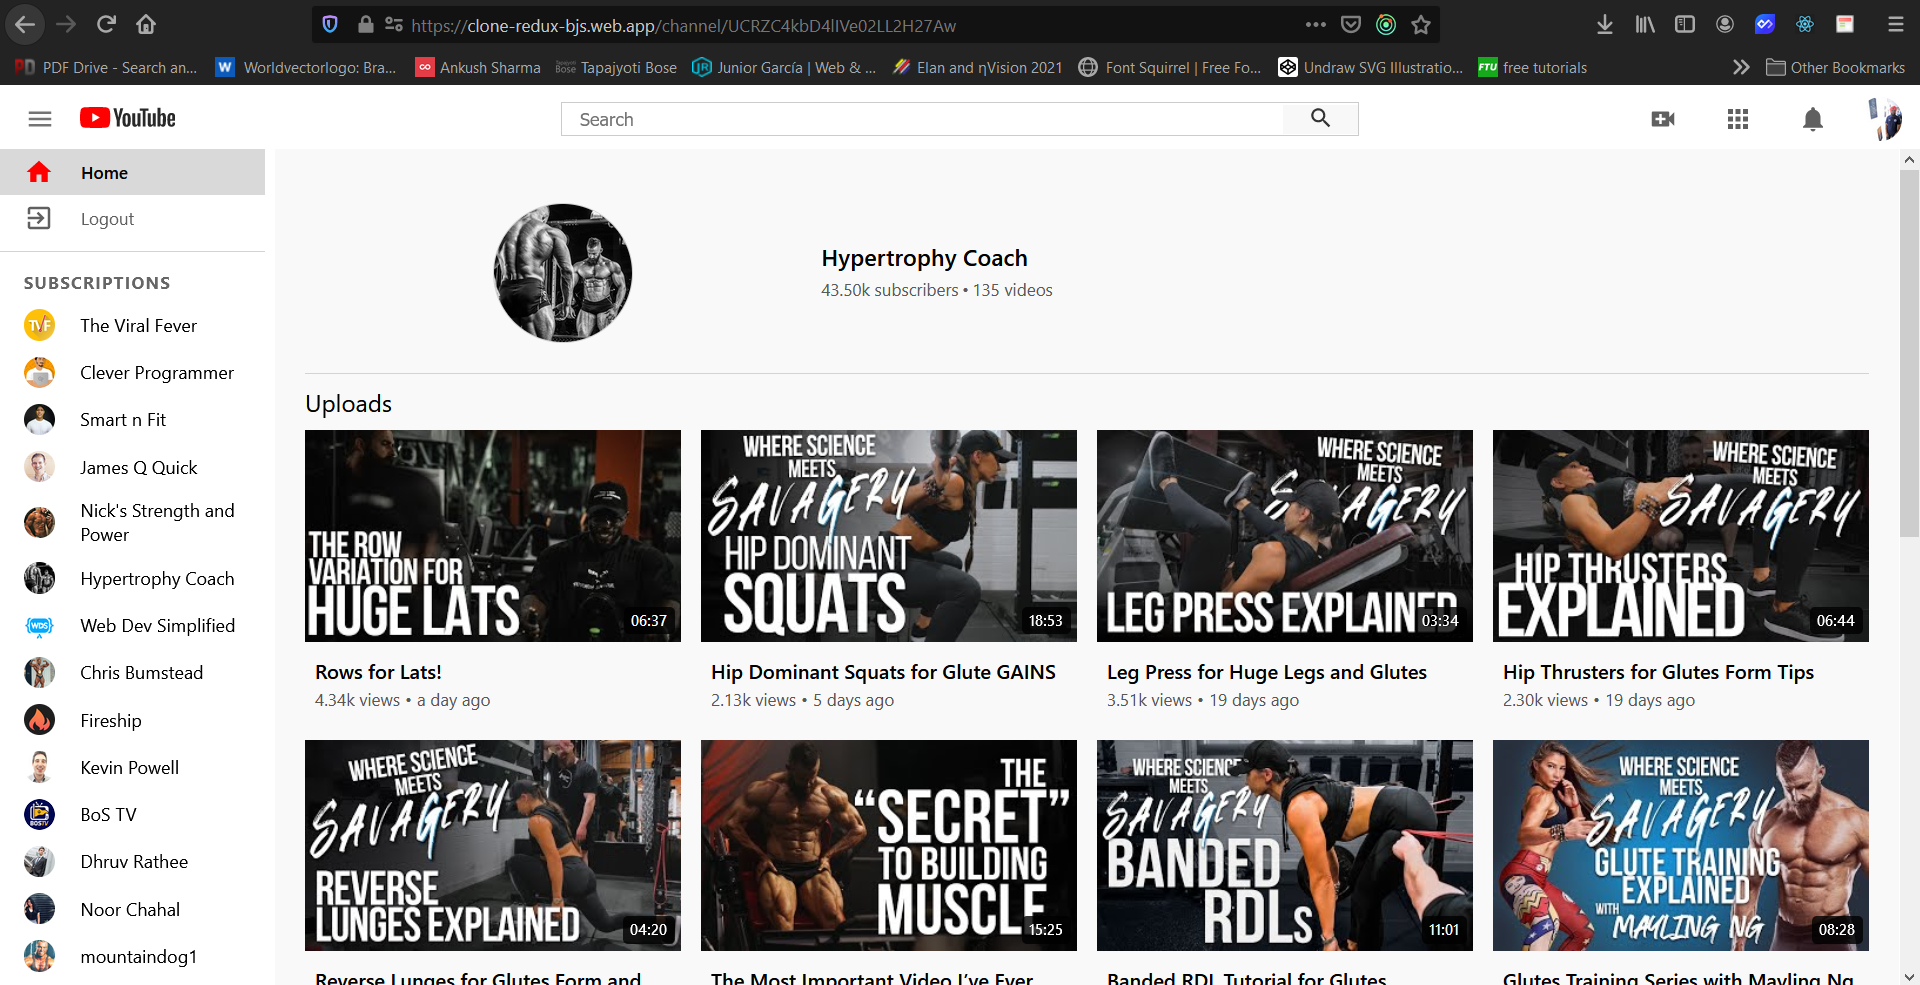 https://clone-redux-bjs.web.app/channel/UCRZC4kbD4lIVe02LL2H27Aw
PDF Drive - Search an...
W Worldvectorlogo: Bra...
Ankush Sharma
Tapajyoti Bose
JR Junior García | Web & ...
Elan and ηVision 2021
Font Squirrel | Free Fo...
Undraw SVG Illustratio...
FTU free tutorials
Other Bookmarks
YouTube
Search
Home
Logout
SUBSCRIPTIONS
TVF The Viral Fever
Clever Programmer
Smart n Fit
James Q Quick
Nick's Strength and
Power
Hypertrophy Coach
WDS Web Dev Simplified
Chris Bumstead
Fireship
Kevin Powell
BoS TV
Dhruv Rathee
Noor Chahal
mountaindog1
Hypertrophy Coach
43.50k subscribers • 135 videos
Uploads
THE ROW
VARIATION FOR
HUGE LATS
06:37
Rows for Lats!
4.34k views • a day ago
WHERE SCIENCE
MEETS
SAVAGERY
HIP DOMINANT
SQUATS
18:53
Hip Dominant Squats for Glute GAINS
2.13k views • 5 days ago
WHERE SCIENCE
MEETS
SAVAGERY
LEG PRESS EXPLAINED
03:34
Leg Press for Huge Legs and Glutes
3.51k views • 19 days ago
WHERE SCIENCE
MEETS
SAVAGERY
HIP THRUSTERS
EXPLAINED
06:44
Hip Thrusters for Glutes Form Tips
2.30k views • 19 days ago
WHERE SCIENCE
MEETS
SAVAGERY
REVERSE
LUNGES EXPLAINED
04:20
Reverse Lunges for Glutes Form and
THE
“SECRET”
TO BUILDING
MUSCLE
15:25
The Most Important Video I’ve Ever
WHERE SCIENCE
MEETS
SAVAGERY
BANDED
RDLs
11:01
Banded RDL Tutorial for Glutes
WHERE SCIENCE
MEETS
SAVAGERY
GLUTE TRAINING
EXPLAINED
WITH MAYLING NG
08:28
Glutes Training Series with Mayling Ng